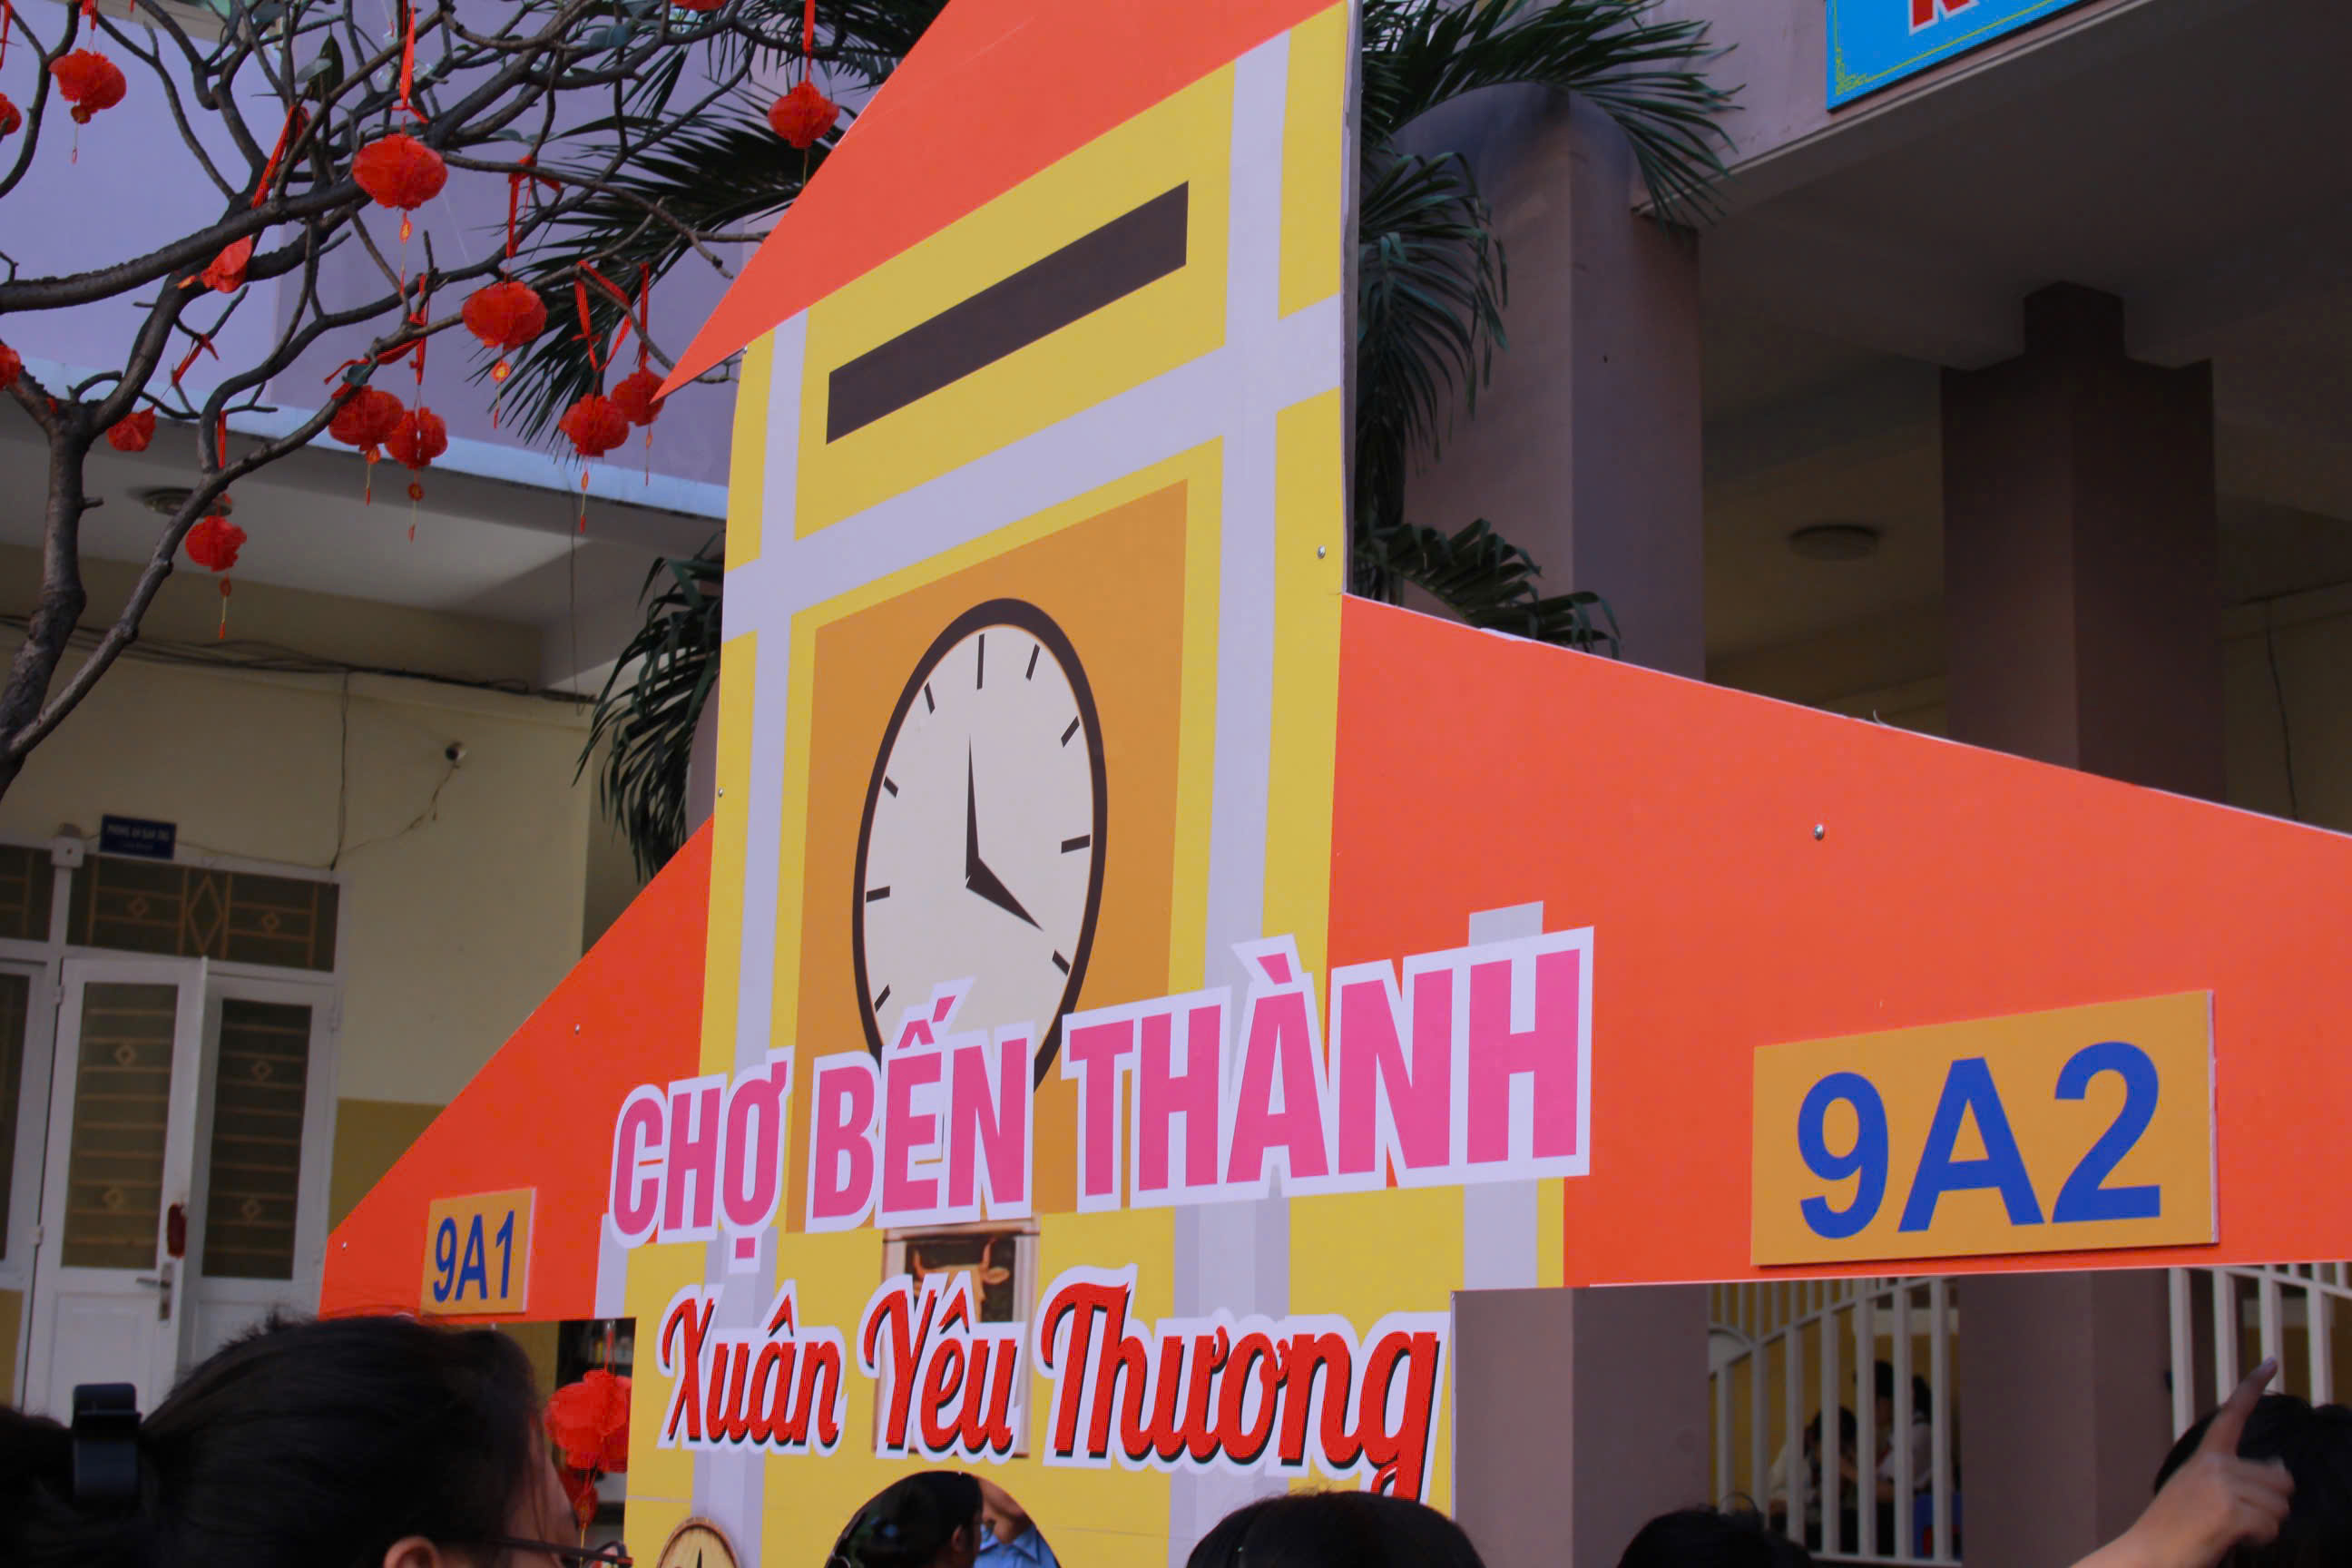 CHỢ BẾN THÀNH
9A2
9A1
Xuân Yêu Thương